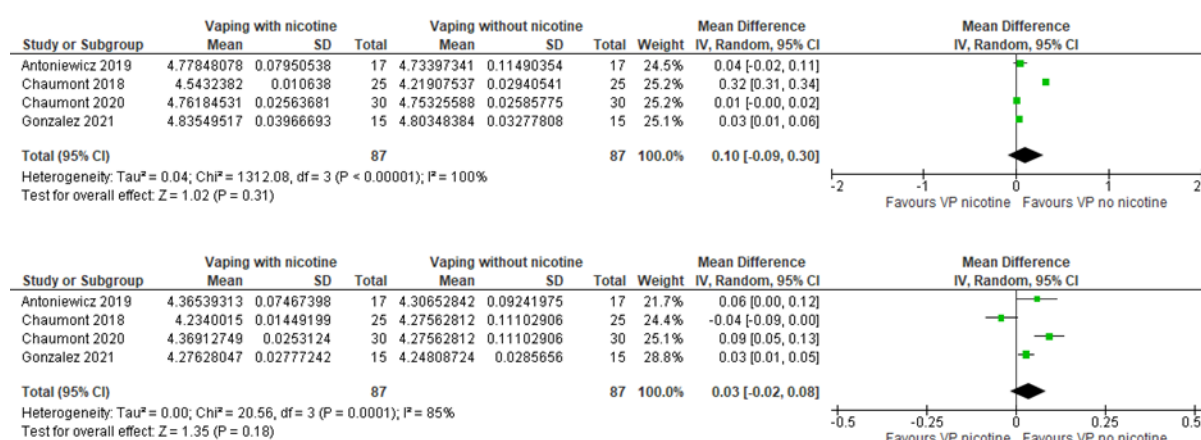 Vaping with nicotine Vaping without nicotine Mean Difference Mean Difference
Study or Subgroup Mean SD Total Mean SD Total Weight IV, Random, 95% CI IV, Random, 95% CI
Antoniewicz 2019 4.77848078 0.07950538 17 4.73397341 0.11490354 17 24.5% 0.04 [-0.02, 0.11]
Chaumont 2018 4.5432382 0.010638 25 4.21907537 0.02940541 25 25.2% 0.32 [0.31, 0.34]
Chaumont 2020 4.76184531 0.02563681 30 4.75325588 0.02585775 30 25.2% 0.01 [-0.00, 0.02]
Gonzalez 2021 4.83549517 0.03966693 15 4.80348384 0.03277808 15 25.1% 0.03 [0.01, 0.06]
Total (95% CI) 87 87 100.0% 0.10 [-0.09, 0.30]
Heterogeneity: Tau² = 0.04; Chi² = 1312.08, df = 3 (P < 0.00001); I² = 100%
Test for overall effect: Z = 1.02 (P = 0.31)
-2 -1 0 1 2
Favours VP nicotine Favours VP no nicotine
Vaping with nicotine Vaping without nicotine Mean Difference Mean Difference
Study or Subgroup Mean SD Total Mean SD Total Weight IV, Random, 95% CI IV, Random, 95% CI
Antoniewicz 2019 4.36539313 0.07467398 17 4.30652842 0.09241975 17 21.7% 0.06 [0.00, 0.12]
Chaumont 2018 4.2340015 0.01449199 25 4.27562812 0.11102906 25 24.4% -0.04 [-0.09, 0.00]
Chaumont 2020 4.36912749 0.0253124 30 4.27562812 0.11102906 30 25.1% 0.09 [0.05, 0.13]
Gonzalez 2021 4.27628047 0.02777242 15 4.24808724 0.0285656 15 28.8% 0.03 [0.01, 0.05]
Total (95% CI) 87 87 100.0% 0.03 [-0.02, 0.08]
Heterogeneity: Tau² = 0.00; Chi² = 20.56, df = 3 (P = 0.0001); I² = 85%
Test for overall effect: Z = 1.35 (P = 0.18)
-0.5 -0.25 0 0.25 0.5
Favours VP nicotine Favours VP no nicotine